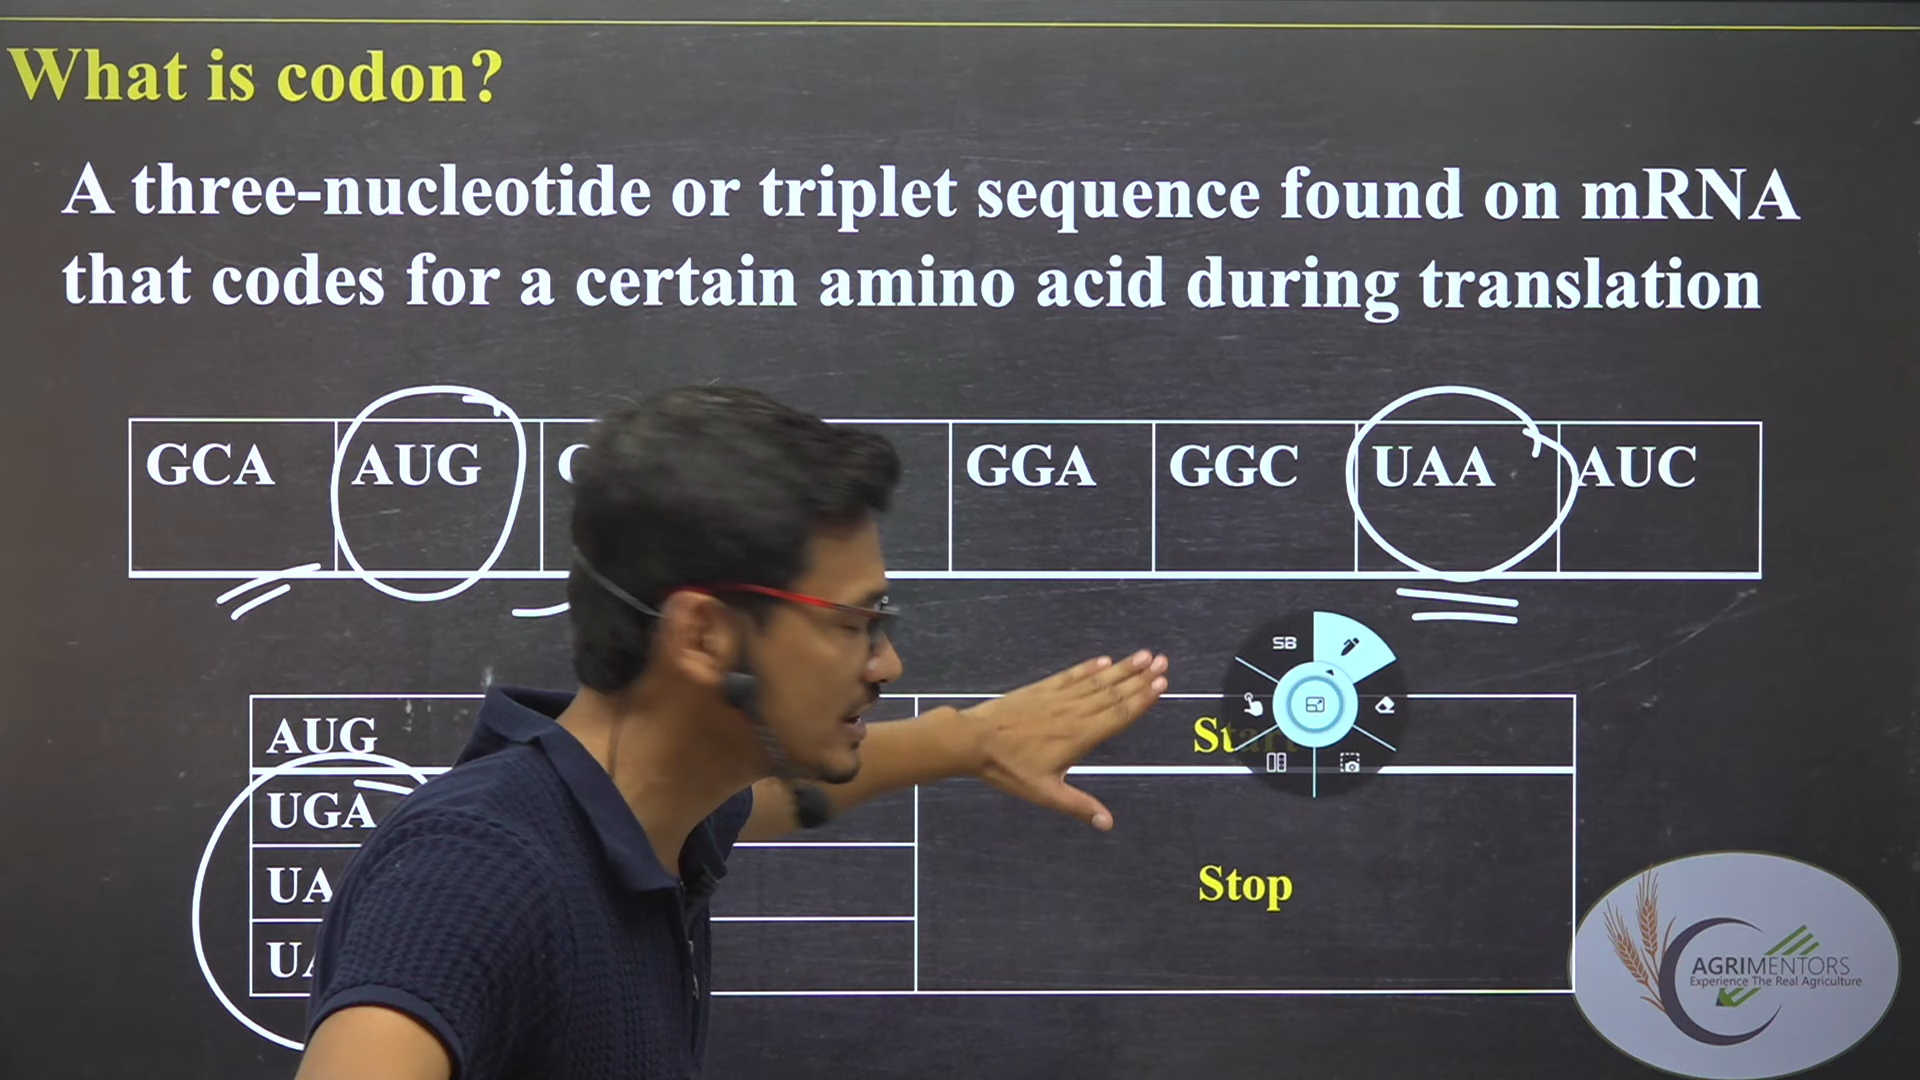 What is codon?
A three-nucleotide or triplet sequence found on mRNA
that codes for a certain amino acid during translation
GCA AUG GGA GGC UAA AUC
AUG Start
UGA
Stop
SB
AGRIMENTORS
Experience The Real Agriculture